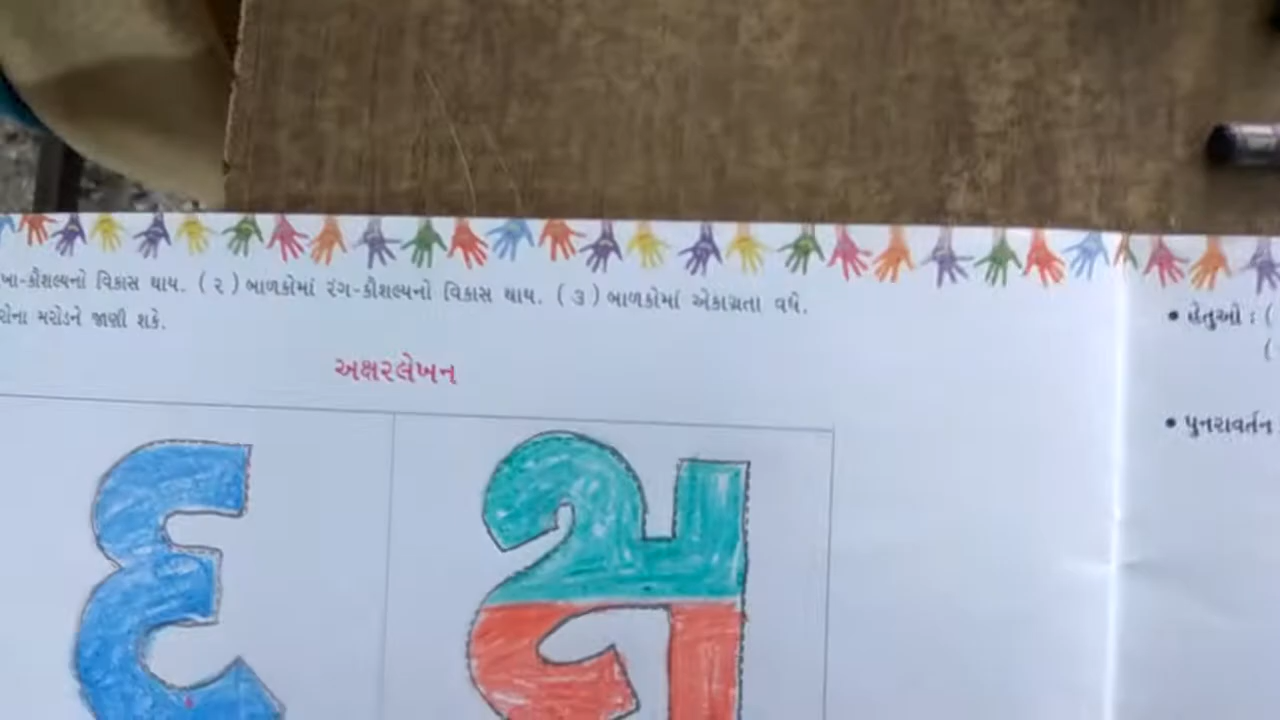 ખા-કૌશલ્યનો વિકાસ થાય. ( ૨ ) બાળકોમાં રંગ-કૌશલ્યનો વિકાસ થાય. ( ૩ ) બાળકોમાં એકાગ્રતા વધે.
રોના મરોડને જાણી શકે.
અક્ષરલેખન
• હેતુઓ : (
(
• પુનરાવર્તન